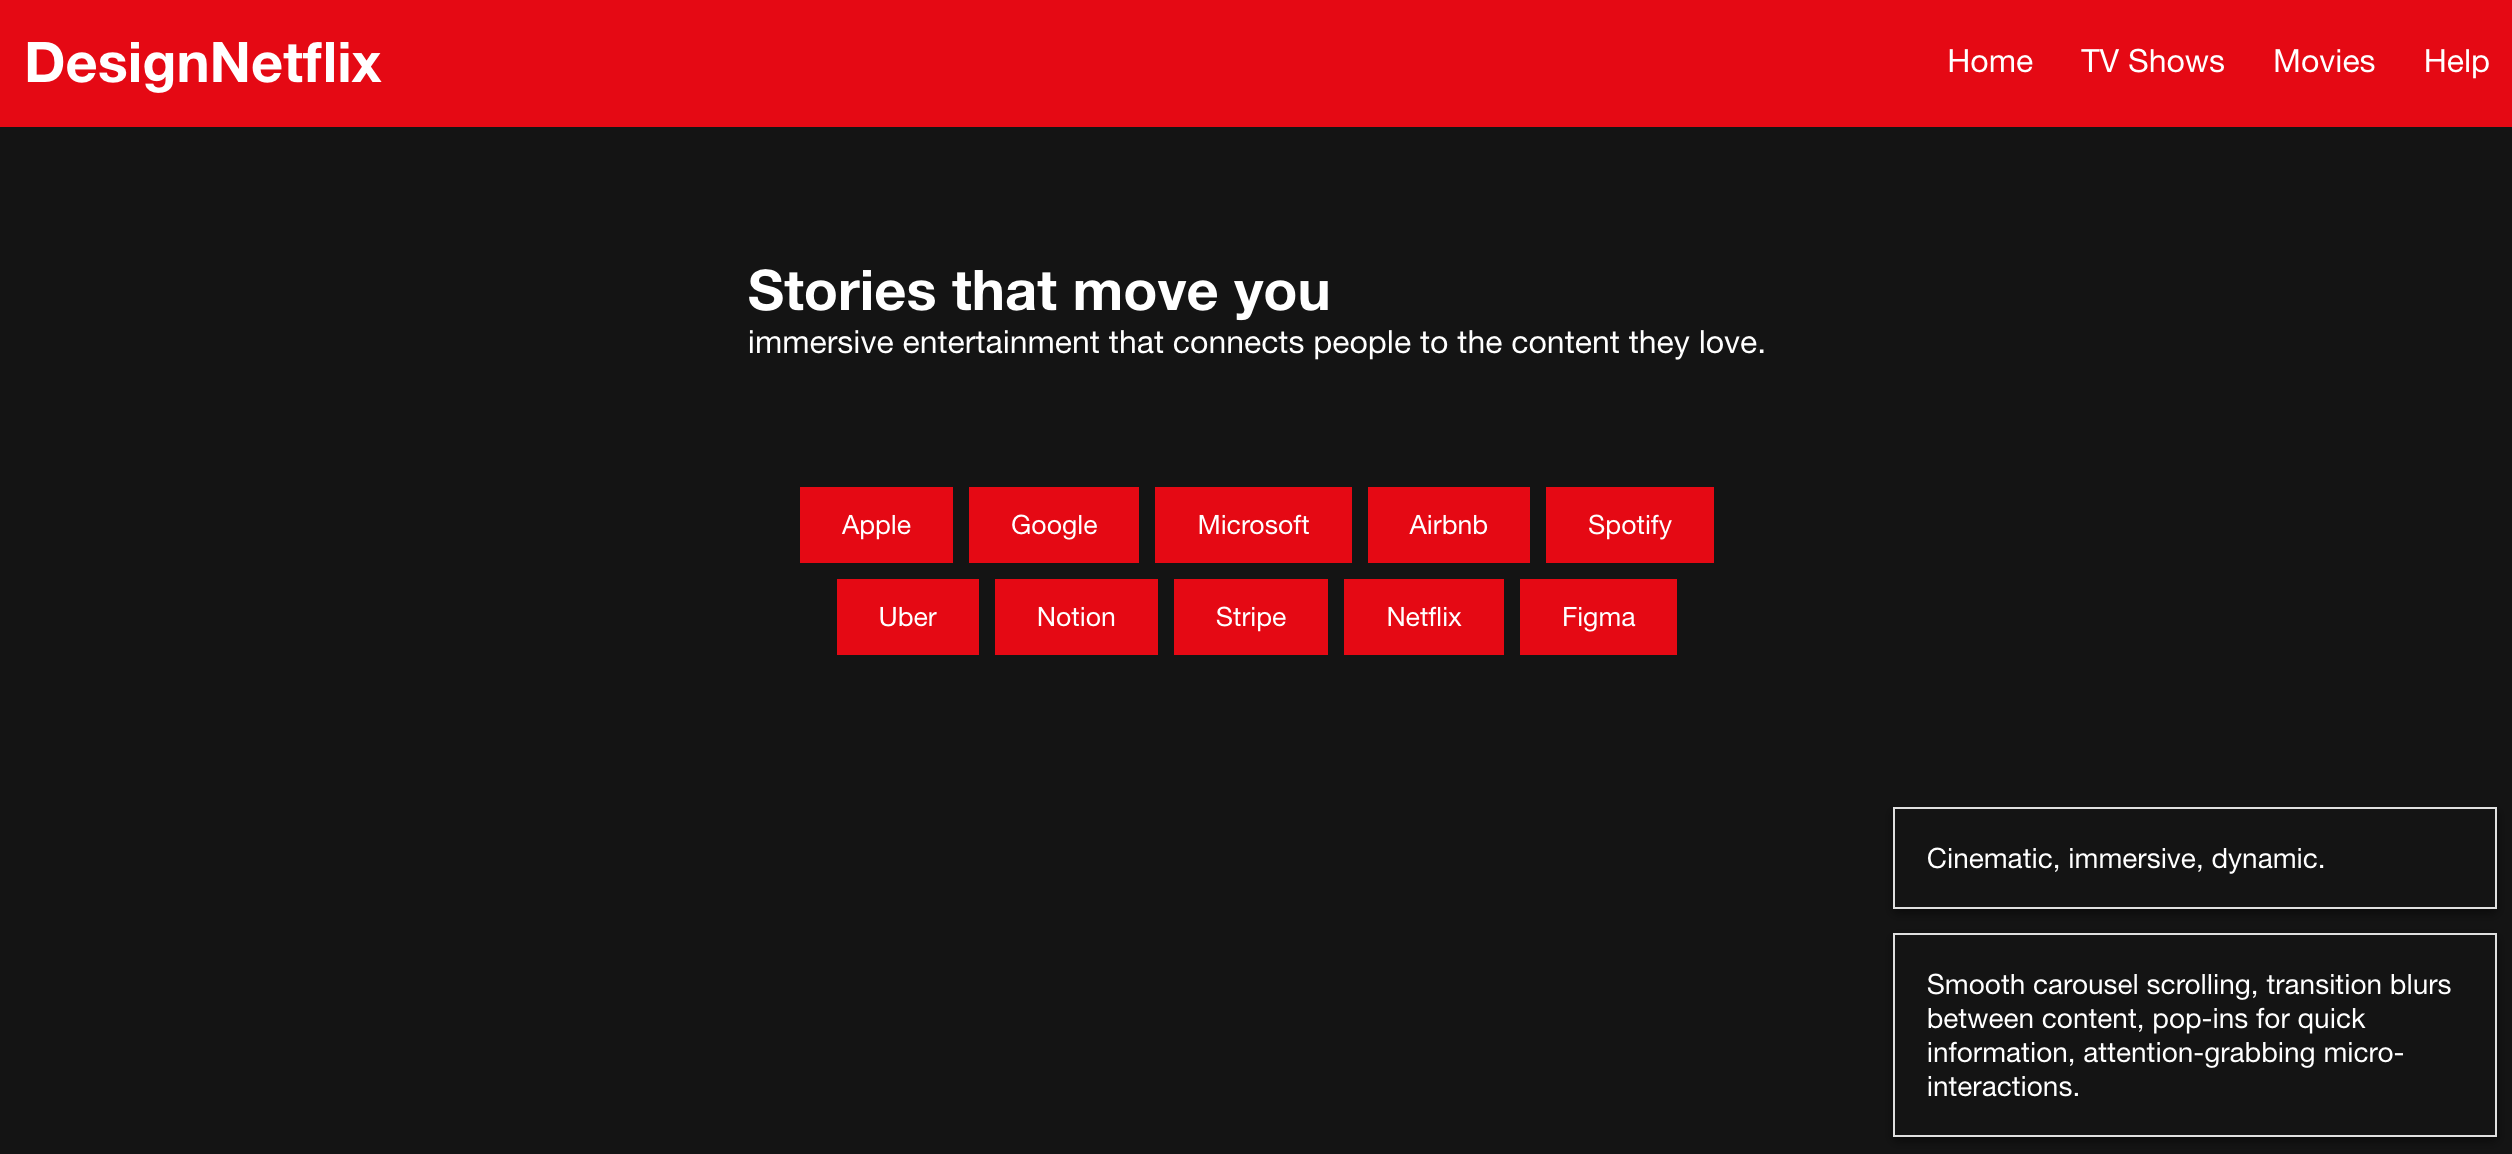 DesignNetflix
Home TV Shows Movies Help
Stories that move you
immersive entertainment that connects people to the content they love.
Apple Google Microsoft Airbnb Spotify
Uber Notion Stripe Netflix Figma
Cinematic, immersive, dynamic.
Smooth carousel scrolling, transition blurs
between content, pop-ins for quick
information, attention-grabbing micro-
interactions.